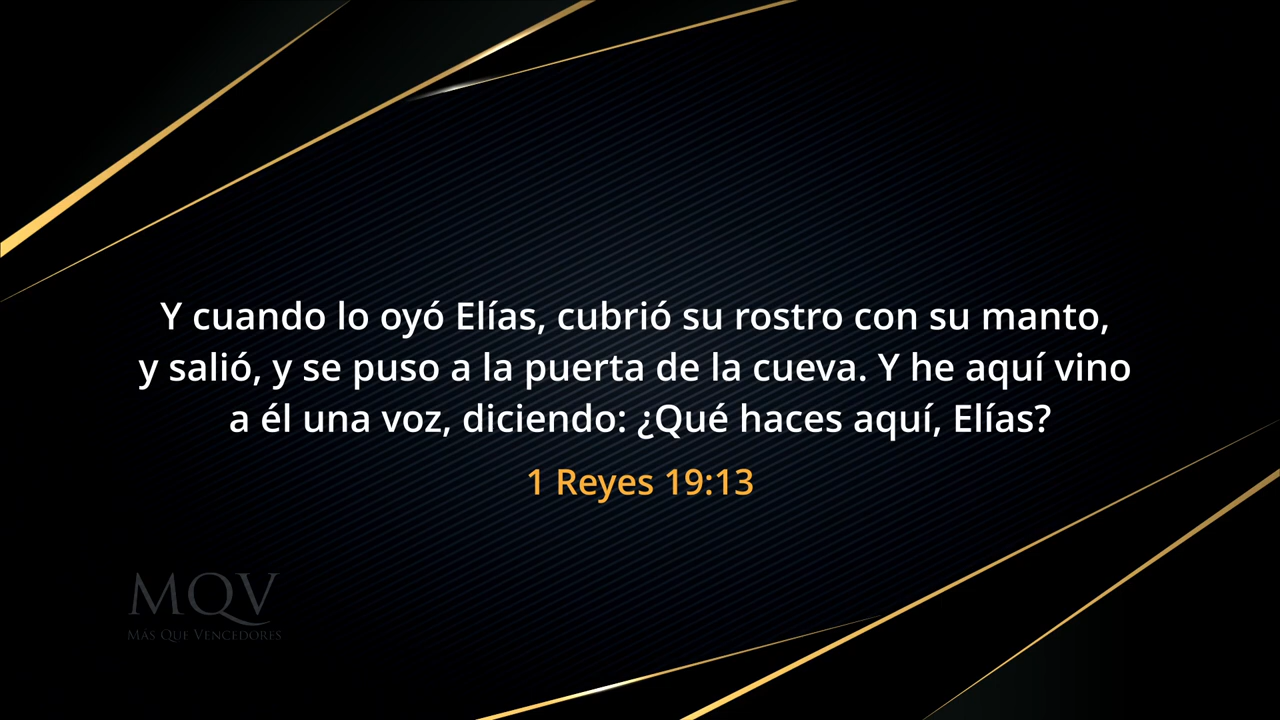 Y cuando lo oyó Elías, cubrió su rostro con su manto,
y salió, y se puso a la puerta de la cueva. Y he aquí vino
a él una voz, diciendo: ¿Qué haces aquí, Elías?
1 Reyes 19:13
MQV
MÁS QUE VENCEDORES